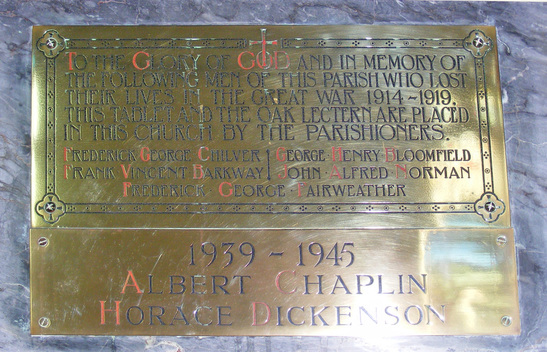 TO THE GLORY OF GOD AND IN MEMORY OF
THE FOLLOWING MEN OF THIS PARISH WHO LOST
THEIR LIVES IN THE GREAT WAR 1914~1919.
THIS TABLET AND THE OAK LECTERN ARE PLACED
IN THIS CHURCH BY THE PARISHIONERS.
FREDERICK GEORGE CHILVER GEORGE HENRY BLOOMFIELD
FRANK VINCENT BARKWAY JOHN ALFRED NORMAN
FREDERICK GEORGE FAIRWEATHER
1939 - 1945
ALBERT CHAPLIN
HORACE DICKENSON